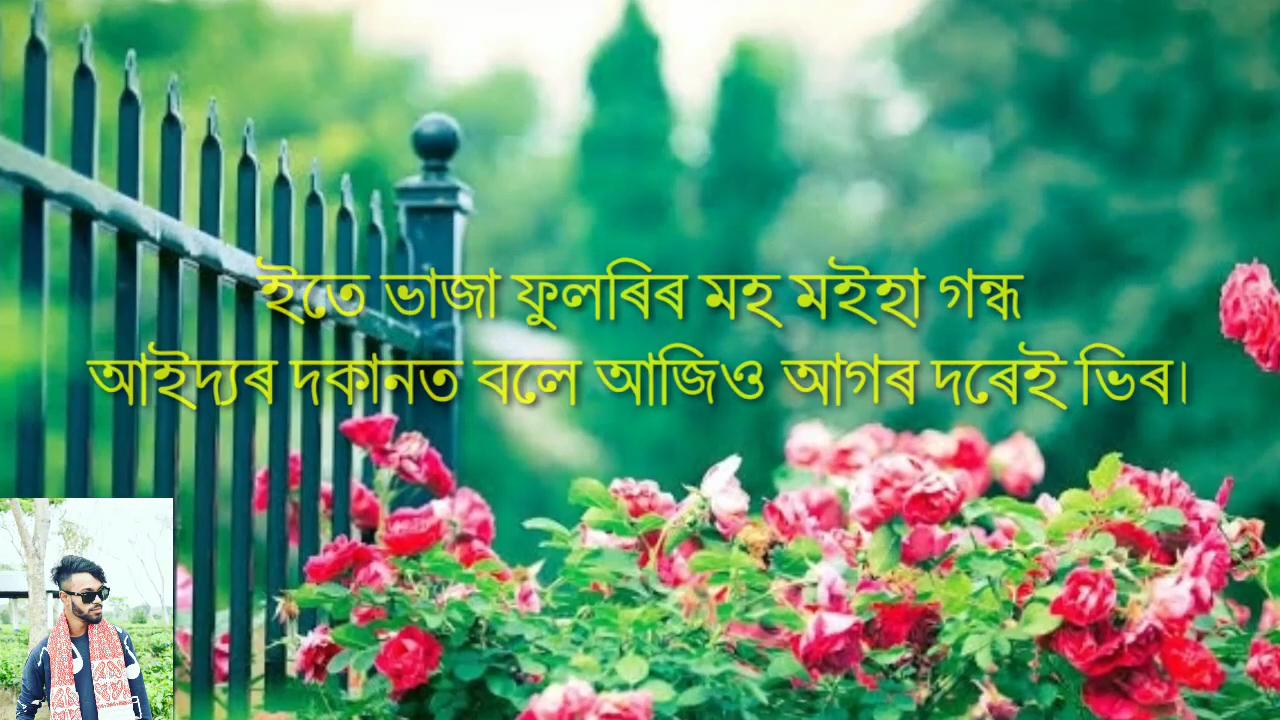 ইতে ভাজা ফুলৰিৰ মহ মইহা গন্ধ
আইদ্যৰ দকানত বলে আজিও আগৰ দৰেই ভিৰ।